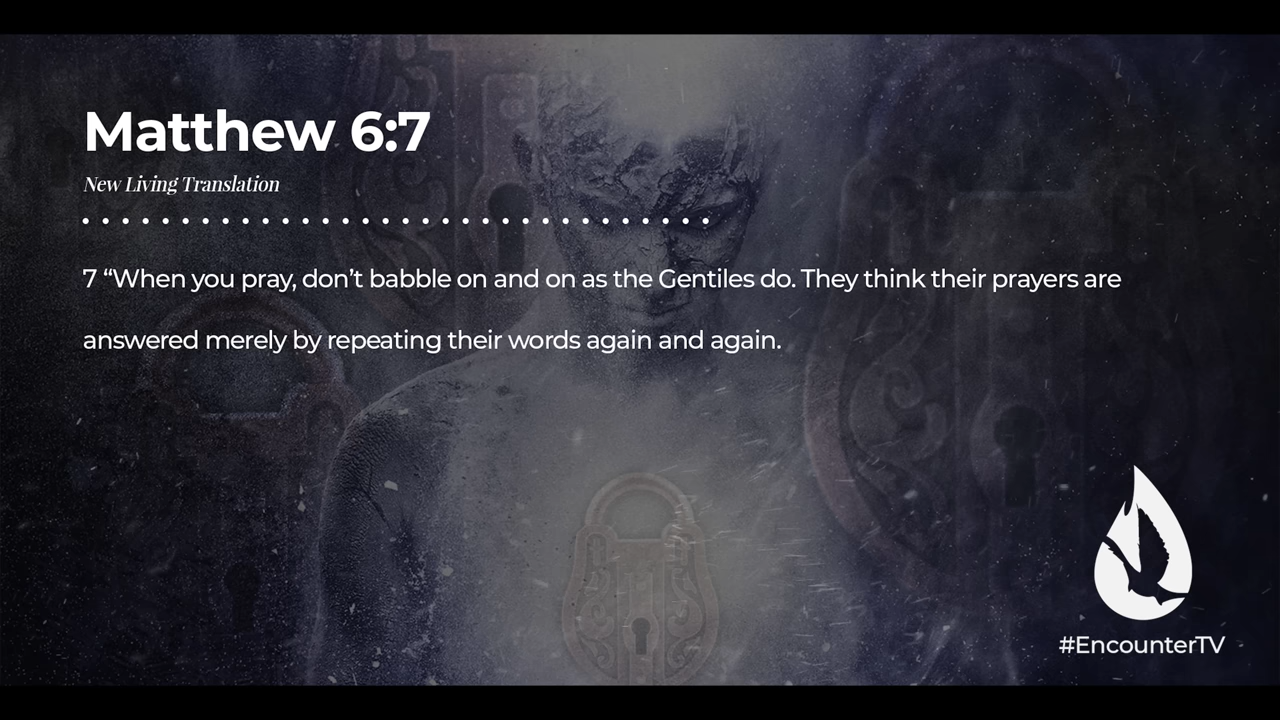 Matthew 6:7
New Living Translation
7 “When you pray, don’t babble on and on as the Gentiles do. They think their prayers are
answered merely by repeating their words again and again.
#EncounterTV